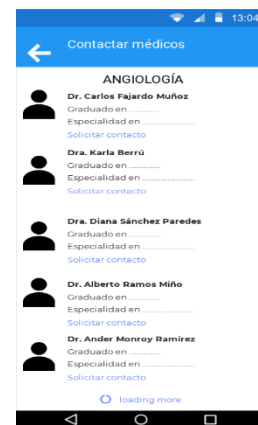 13:04
Contactar médicos
ANGIOLOGÍA
Dr. Carlos Fajardo Muñoz
Graduado en ..............
Especialidad en .......................
Solicitar contacto
Dra. Karla Berrú
Graduado en ..............
Especialidad en .......................
Solicitar contacto
Dra. Diana Sánchez Paredes
Graduado en ..............
Especialidad en .......................
Solicitar contacto
Dr. Alberto Ramos Miño
Graduado en ..............
Especialidad en .......................
Solicitar contacto
Dr. Ander Monroy Ramírez
Graduado en ..............
Especialidad en .......................
Solicitar contacto
loading more